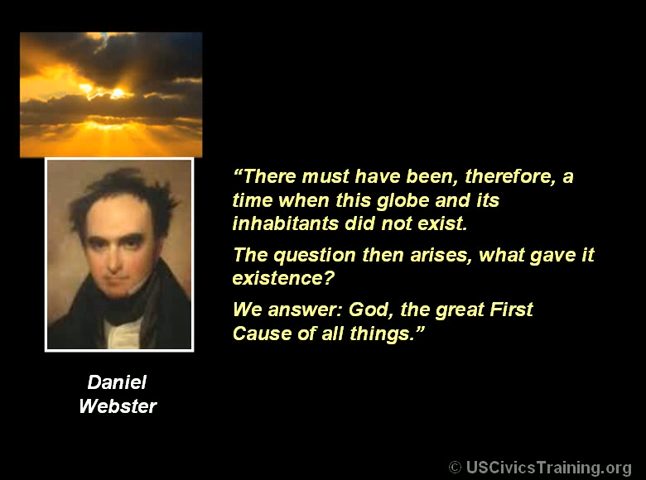 “There must have been, therefore, a
time when this globe and its
inhabitants did not exist.
The question then arises, what gave it
existence?
We answer: God, the great First
Cause of all things.”
Daniel
Webster
© USCivicsTraining.org